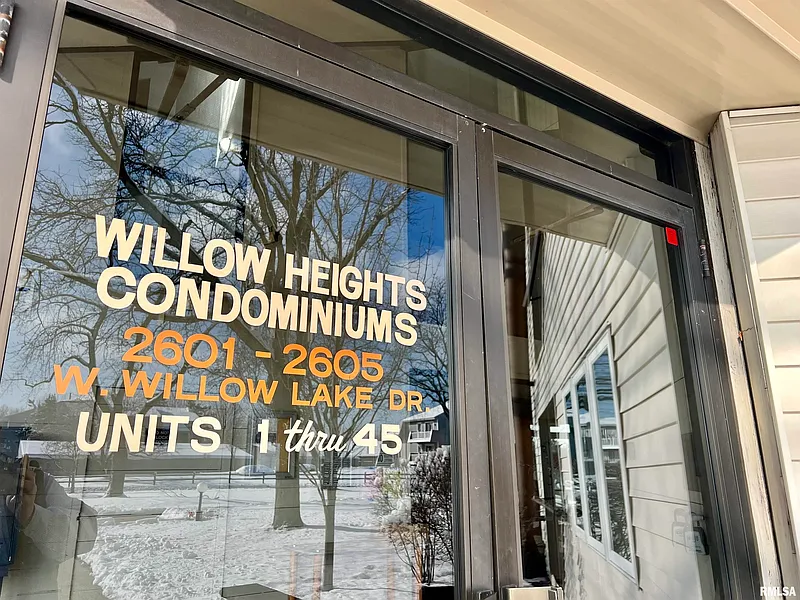 WILLOW HEIGHTS
CONDOMINIUMS
2601 - 2605
W. WILLOW LAKE DR
UNITS 1 thru 45
RMLSA